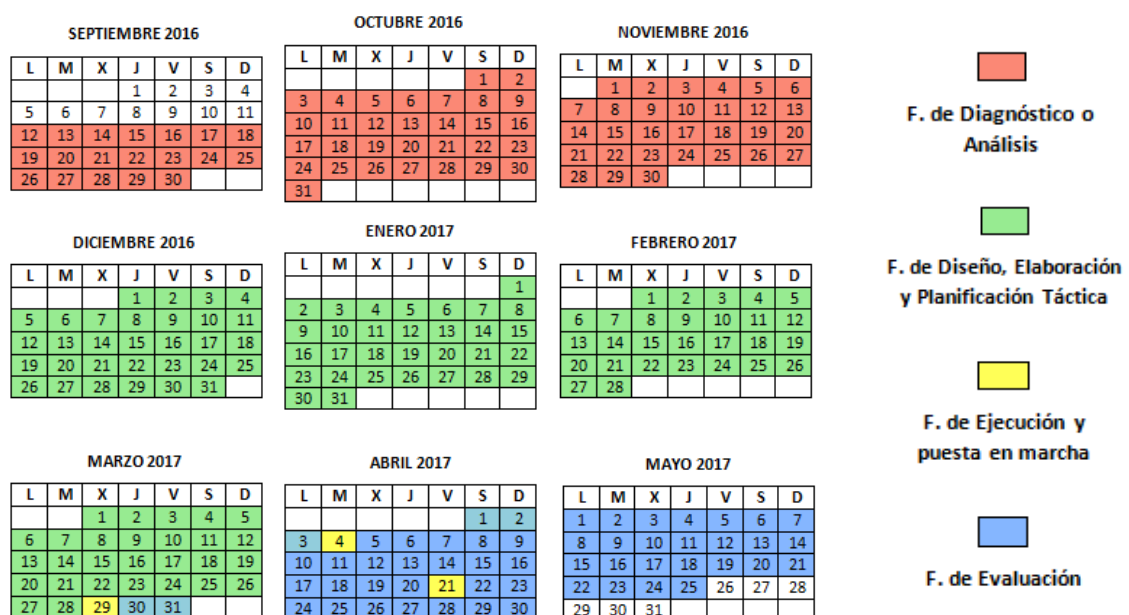 SEPTIEMBRE 2016
L M X J V S D
1 2 3 4
5 6 7 8 9 10 11
12 13 14 15 16 17 18
19 20 21 22 23 24 25
26 27 28 29 30
OCTUBRE 2016
L M X J V S D
1 2
3 4 5 6 7 8 9
10 11 12 13 14 15 16
17 18 19 20 21 22 23
24 25 26 27 28 29 30
31
NOVIEMBRE 2016
L M X J V S D
1 2 3 4 5 6
7 8 9 10 11 12 13
14 15 16 17 18 19 20
21 22 23 24 25 26 27
28 29 30
F. de Diagnóstico o
Análisis
DICIEMBRE 2016
L M X J V S D
1 2 3 4
5 6 7 8 9 10 11
12 13 14 15 16 17 18
19 20 21 22 23 24 25
26 27 28 29 30 31
ENERO 2017
L M X J V S D
1
2 3 4 5 6 7 8
9 10 11 12 13 14 15
16 17 18 19 20 21 22
23 24 25 26 27 28 29
30 31
FEBRERO 2017
L M X J V S D
1 2 3 4 5
6 7 8 9 10 11 12
13 14 15 16 17 18 19
20 21 22 23 24 25 26
27 28
F. de Diseño, Elaboración
y Planificación Táctica
F. de Ejecución y
puesta en marcha
MARZO 2017
L M X J V S D
1 2 3 4 5
6 7 8 9 10 11 12
13 14 15 16 17 18 19
20 21 22 23 24 25 26
27 28 29 30 31
ABRIL 2017
L M X J V S D
1 2
3 4 5 6 7 8 9
10 11 12 13 14 15 16
17 18 19 20 21 22 23
24 25 26 27 28 29 30
MAYO 2017
L M X J V S D
1 2 3 4 5 6 7
8 9 10 11 12 13 14
15 16 17 18 19 20 21
22 23 24 25 26 27 28
29 30 31
F. de Evaluación